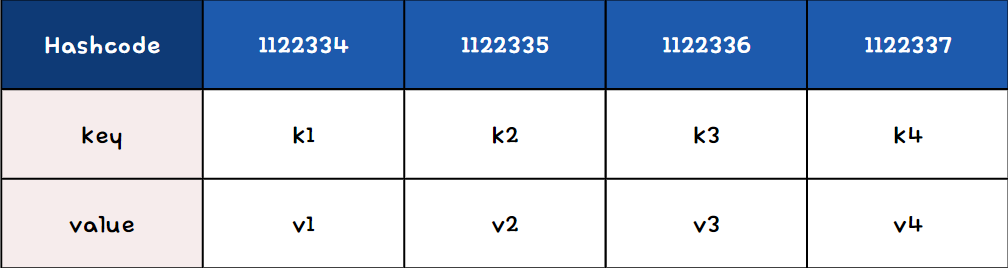 Hashcode 1122334 1122335 1122336 1122337
key k1 k2 k3 k4
value v1 v2 v3 v4